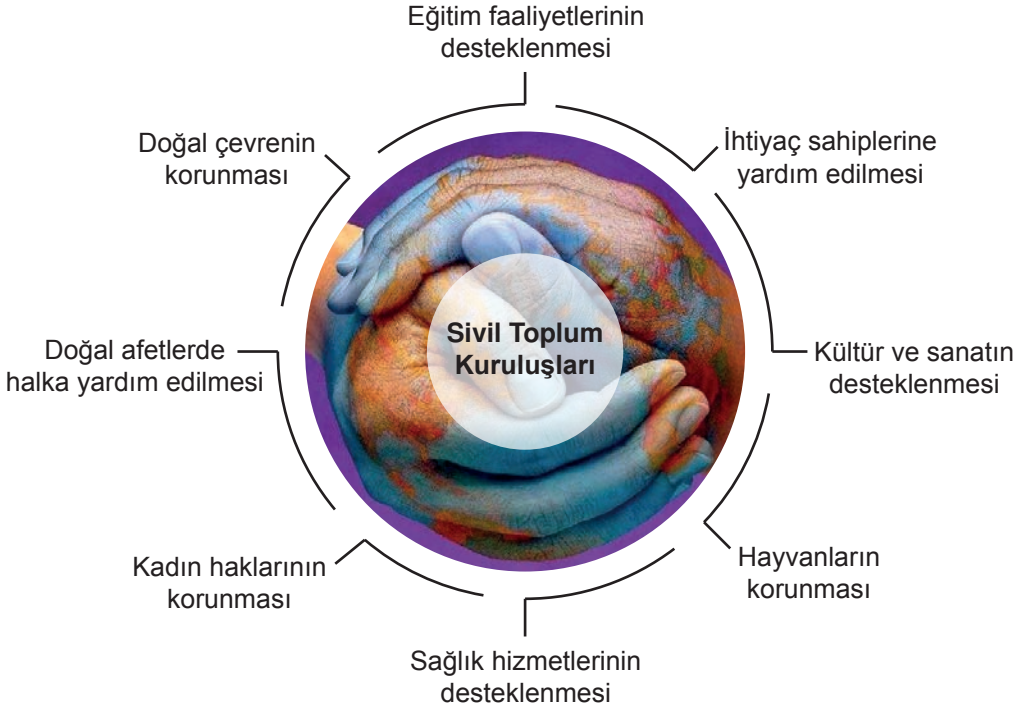 Eğitim faaliyetlerinin
desteklenmesi
İhtiyaç sahiplerine
yardım edilmesi
Kültür ve sanatın
desteklenmesi
Hayvanların
korunması
Sağlık hizmetlerinin
desteklenmesi
Kadın haklarının
korunması
Doğal afetlerde
halka yardım edilmesi
Doğal çevrenin
korunması
Sivil Toplum
Kuruluşları